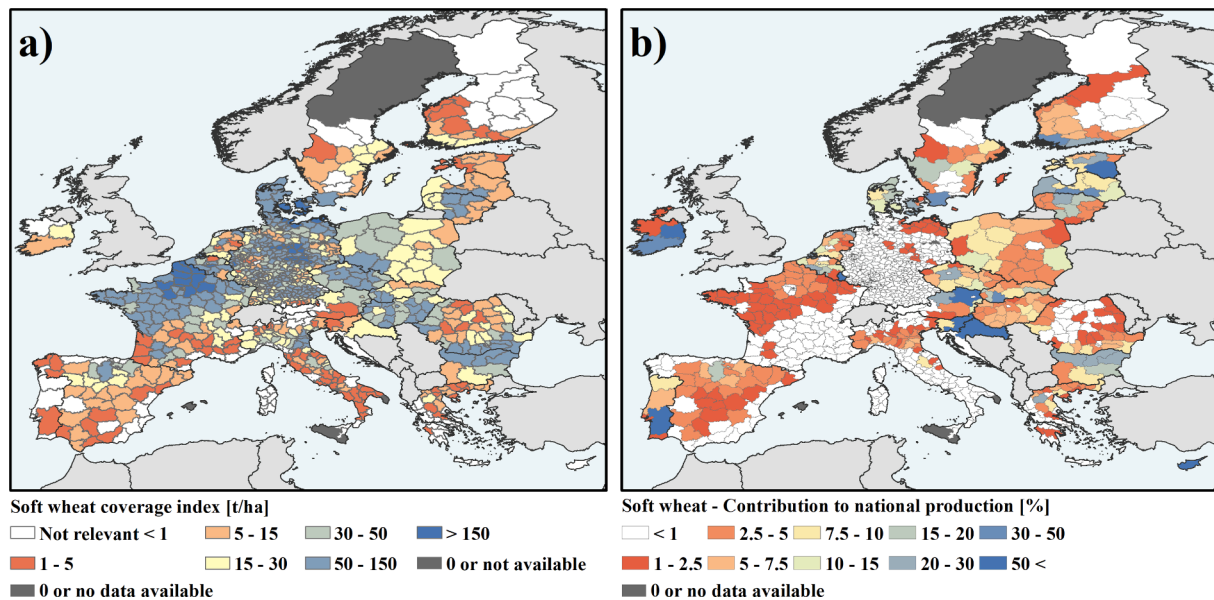 a)
b)
Soft wheat coverage index [t/ha]
Not relevant < 1
5 - 15
30 - 50
> 150
1 - 5
15 - 30
50 - 150
0 or not available
0 or no data available
Soft wheat - Contribution to national production [%]
< 1
2.5 - 5
7.5 - 10
15 - 20
30 - 50
1 - 2.5
5 - 7.5
10 - 15
20 - 30
50 <
0 or no data available